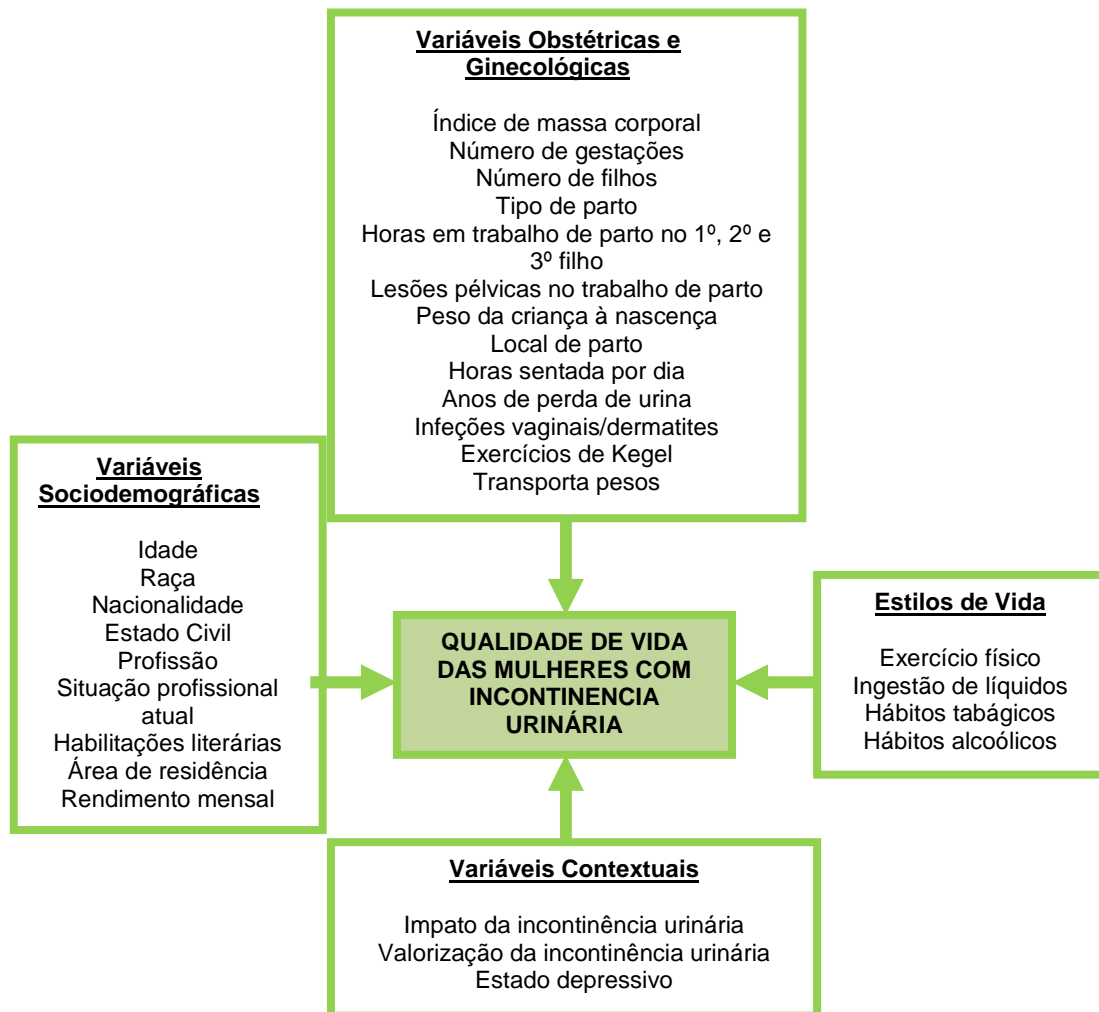 Variáveis Obstétricas e
Ginecológicas
Índice de massa corporal
Número de gestações
Número de filhos
Tipo de parto
Horas em trabalho de parto no 1º, 2º e
3º filho
Lesões pélvicas no trabalho de parto
Peso da criança à nascença
Local de parto
Horas sentada por dia
Anos de perda de urina
Infeções vaginais/dermatites
Exercícios de Kegel
Transporta pesos
Variáveis
Sociodemográficas
Idade
Raça
Nacionalidade
Estado Civil
Profissão
Situação profissional
atual
Habilitações literárias
Área de residência
Rendimento mensal
QUALIDADE DE VIDA
DAS MULHERES COM
INCONTINENCIA
URINÁRIA
Estilos de Vida
Exercício físico
Ingestão de líquidos
Hábitos tabágicos
Hábitos alcoólicos
Variáveis Contextuais
Impato da incontinência urinária
Valorização da incontinência urinária
Estado depressivo